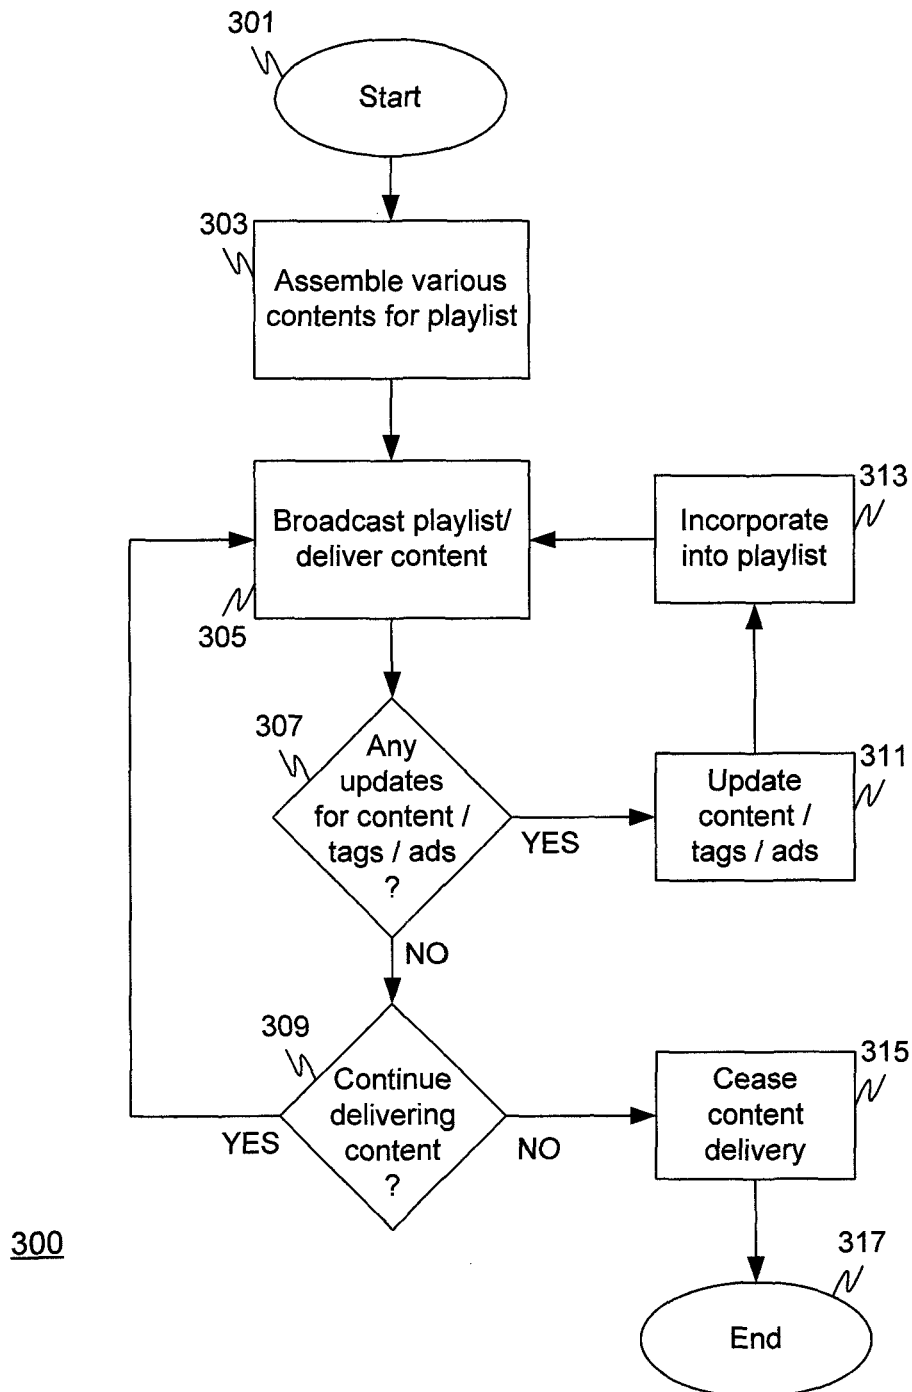 301
Start
303
Assemble various
contents for playlist
Broadcast playlist/
deliver content
305
313
Incorporate
into playlist
307
Any
updates
for content /
tags / ads
?
YES
311
Update
content /
tags / ads
NO
309
Continue
delivering
content
?
YES
NO
315
Cease
content
delivery
300
317
End